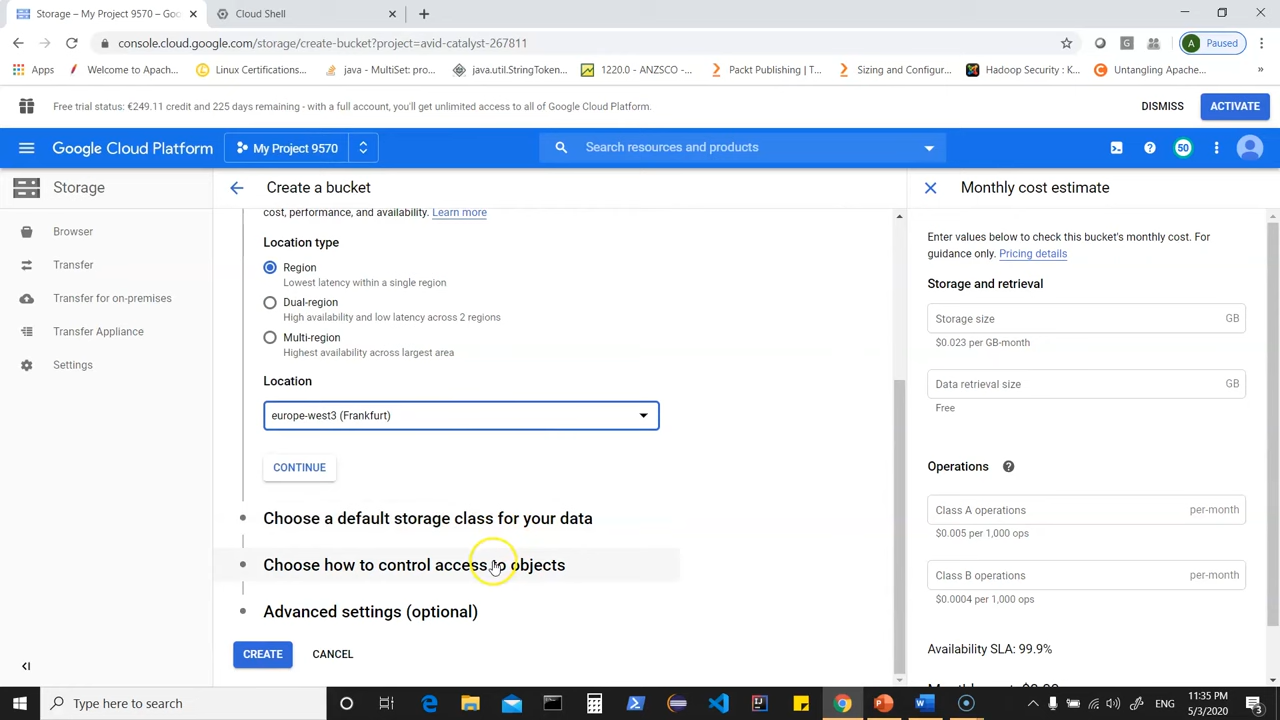 Storage – My Project 9570 – Goo
Cloud Shell
console.cloud.google.com/storage/create-bucket?project=avid-catalyst-267811
A
Paused
Apps
Welcome to Apach...
Linux Certifications...
java - MultiSet: pro...
java.util.StringToken...
1220.0 - ANZSCO -...
Packt Publishing | T...
Sizing and Configur...
Hadoop Security : K...
Untangling Apache...
»
Free trial status: €249.11 credit and 225 days remaining - with a full account, you'll get unlimited access to all of Google Cloud Platform.
DISMISS
ACTIVATE
Google Cloud Platform
My Project 9570
Search resources and products
50
Storage
Create a bucket
Monthly cost estimate
Browser
Transfer
Transfer for on-premises
Transfer Appliance
Settings
cost, performance, and availability. Learn more
Location type
Region
Lowest latency within a single region
Dual-region
High availability and low latency across 2 regions
Multi-region
Highest availability across largest area
Location
europe-west3 (Frankfurt)
CONTINUE
Choose a default storage class for your data
Choose how to control access to objects
Advanced settings (optional)
CREATE
CANCEL
Enter values below to check this bucket's monthly cost. For
guidance only. Pricing details
Storage and retrieval
Storage size GB
$0.023 per GB-month
Data retrieval size GB
Free
Operations
Class A operations per-month
$0.005 per 1,000 ops
Class B operations per-month
$0.0004 per 1,000 ops
Availability SLA: 99.9%
Type here to search
ENG
11:35 PM
5/3/2020
3